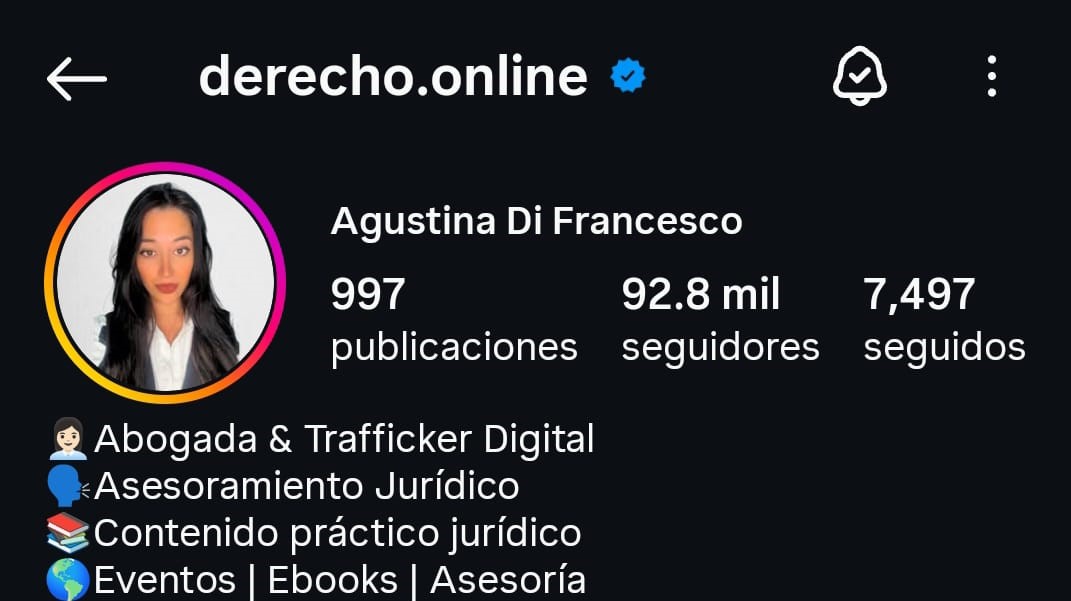 derecho.online
Agustina Di Francesco
997 92.8 mil 7,497
publicaciones seguidores seguidos
Abogada & Trafficker Digital
Asesoramiento Jurídico
Contenido práctico jurídico
Eventos | Ebooks | Asesoría